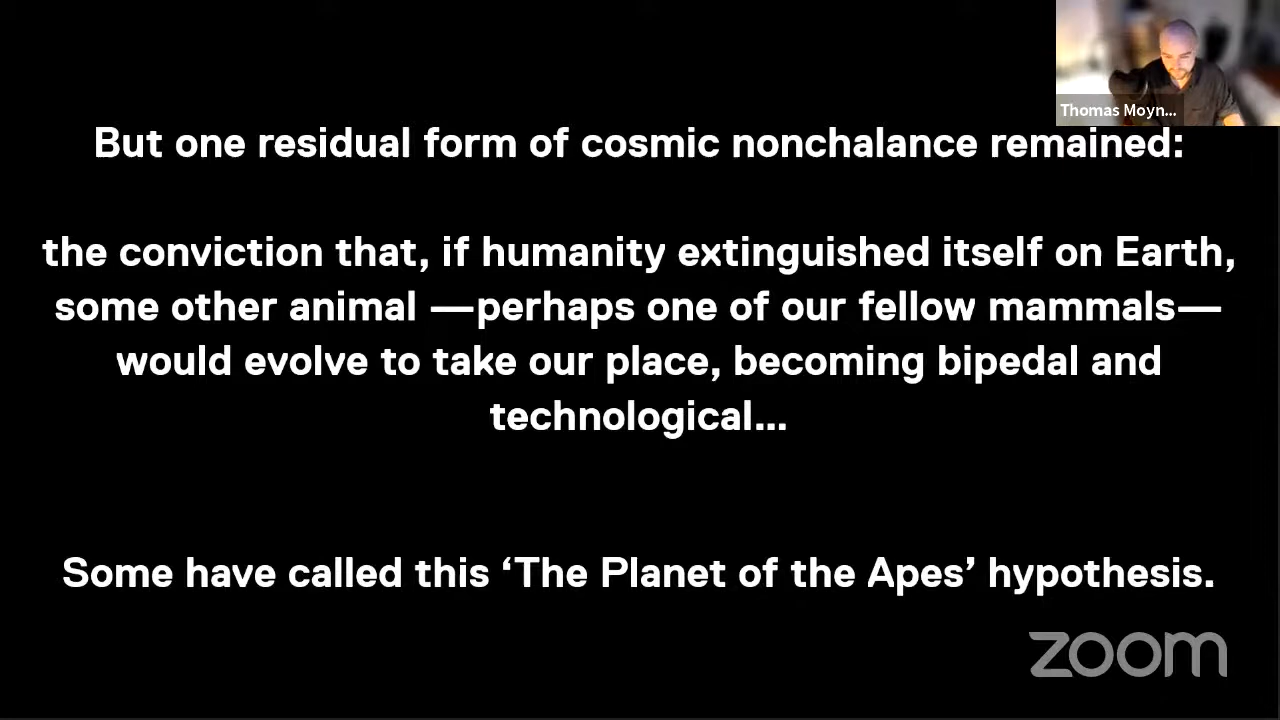 Thomas Moyn...
But one residual form of cosmic nonchalance remained:
the conviction that, if humanity extinguished itself on Earth,
some other animal —perhaps one of our fellow mammals—
would evolve to take our place, becoming bipedal and
technological...
Some have called this ‘The Planet of the Apes’ hypothesis.
zoom